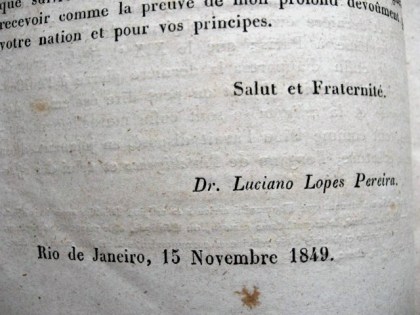 recevoir comme la preuve de mon profond dévoûment
votre nation et pour vos principes.
Salut et Fraternité.
Dr. Luciano Lopes Pereira.
Rio de Janeiro, 15 Novembre 1849.